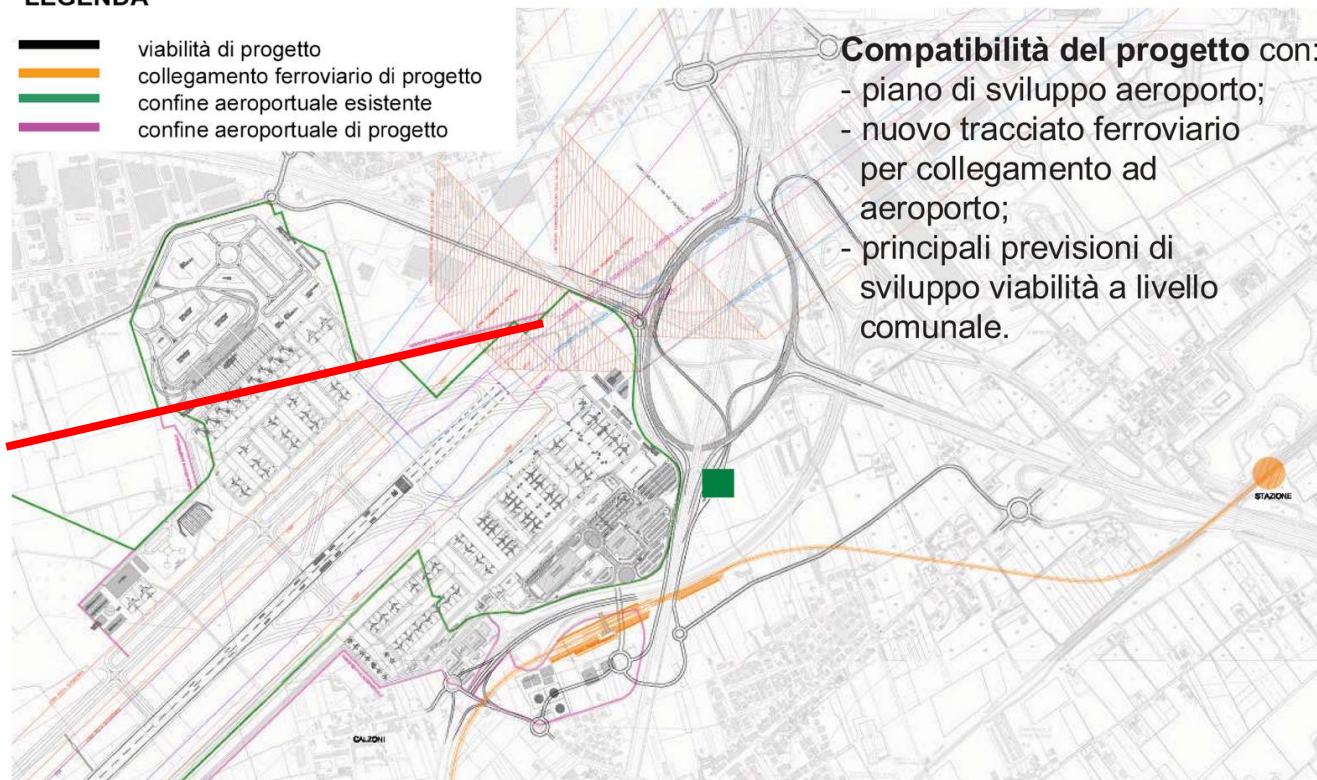 LEGENDA
viabilità di progetto
collegamento ferroviario di progetto
confine aeroportuale esistente
confine aeroportuale di progetto
Compatibilità del progetto con:
- piano di sviluppo aeroporto;
- nuovo tracciato ferroviario
per collegamento ad
aeroporto;
- principali previsioni di
sviluppo viabilità a livello
comunale.
STAZIONE
CALZONI